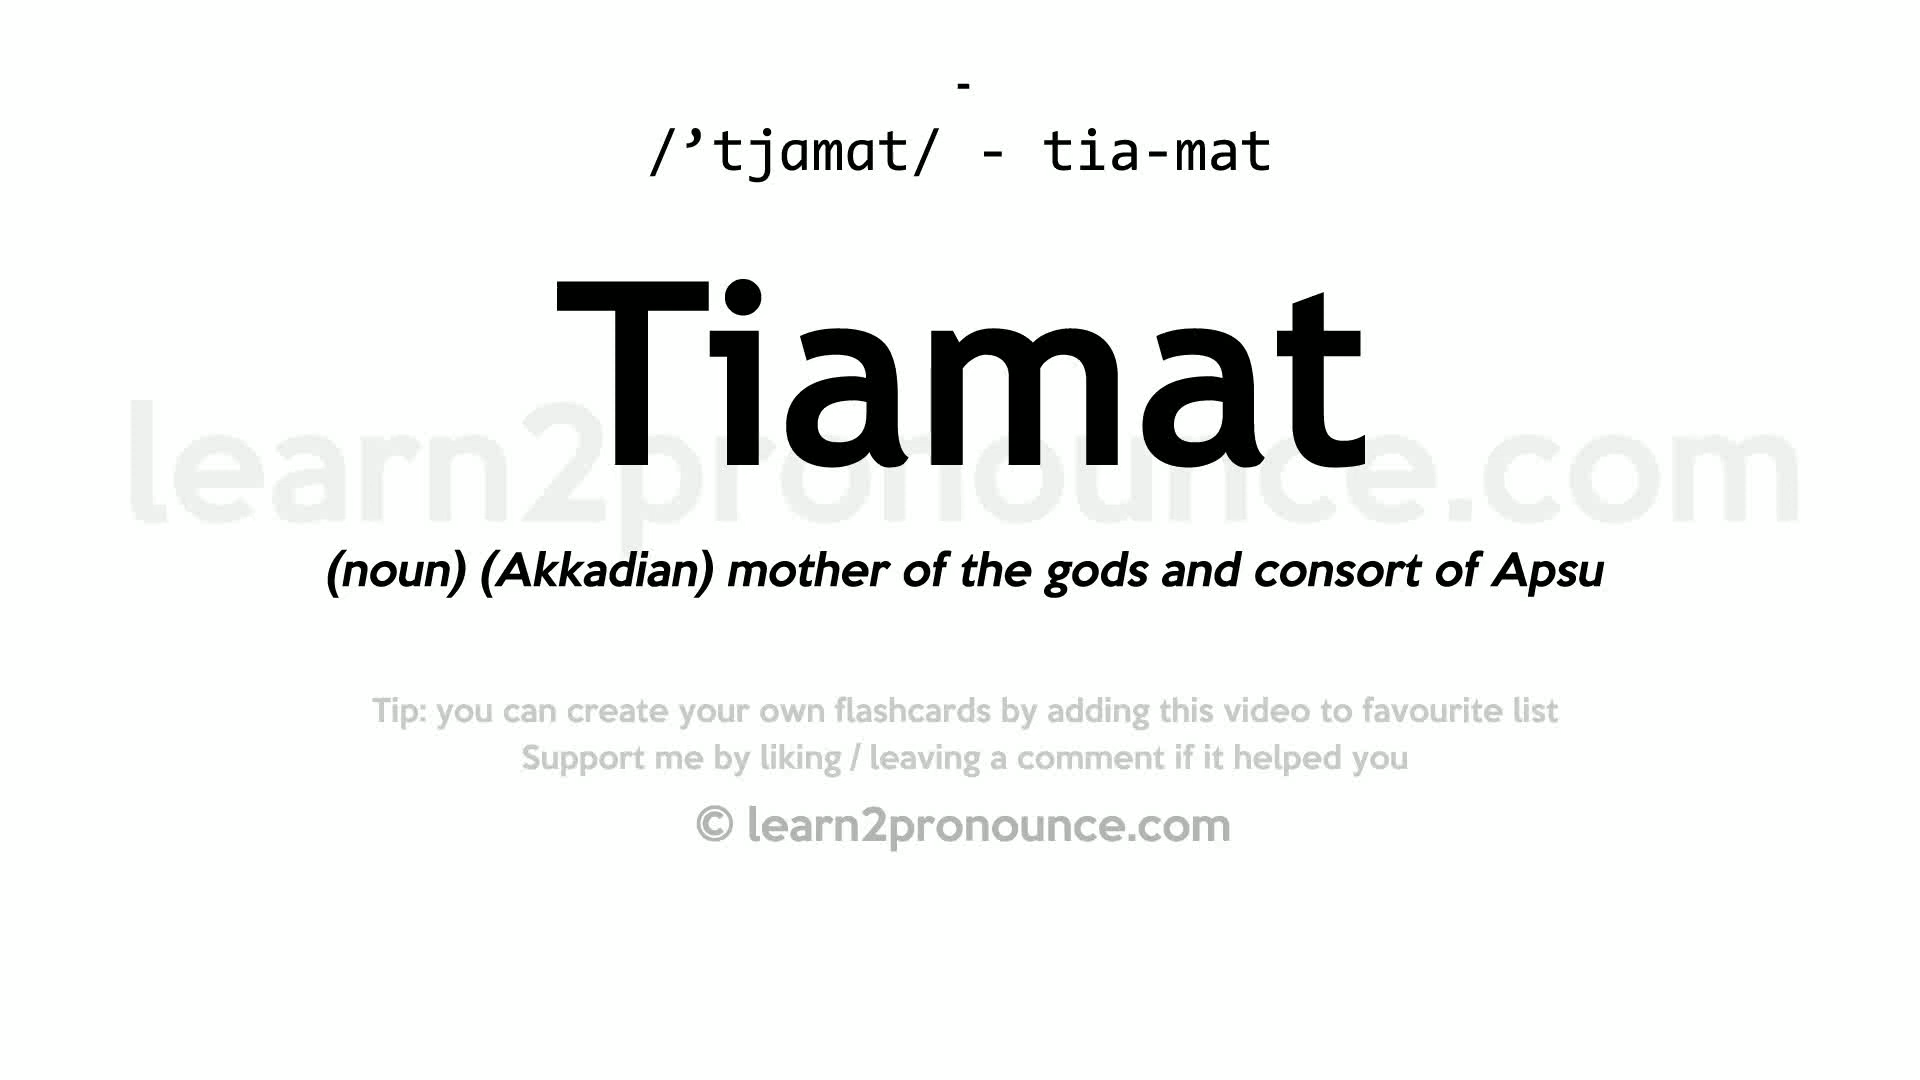 -
/’tjamat/ - tia-mat
Tiamat
learn2pronounce.com
(noun) (Akkadian) mother of the gods and consort of Apsu
Tip: you can create your own flashcards by adding this video to favourite list
Support me by liking / leaving a comment if it helped you
© learn2pronounce.com